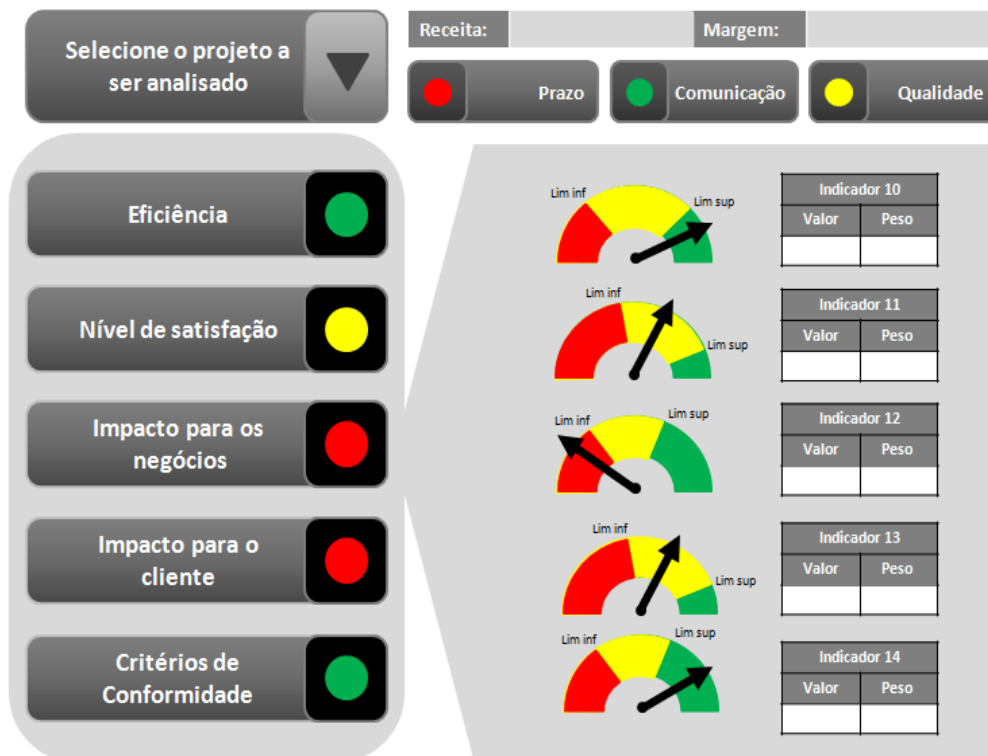 Selecione o projeto a
ser analisado
Receita:
Margem:
Prazo
Comunicação
Qualidade
Eficiência
Nível de satisfação
Impacto para os
negócios
Impacto para o
cliente
Critérios de
Conformidade
Lim inf
Lim sup
Indicador 10
Valor Peso
Lim inf
Lim sup
Indicador 11
Valor Peso
Lim inf
Lim sup
Indicador 12
Valor Peso
Lim inf
Lim sup
Indicador 13
Valor Peso
Lim inf
Lim sup
Indicador 14
Valor Peso